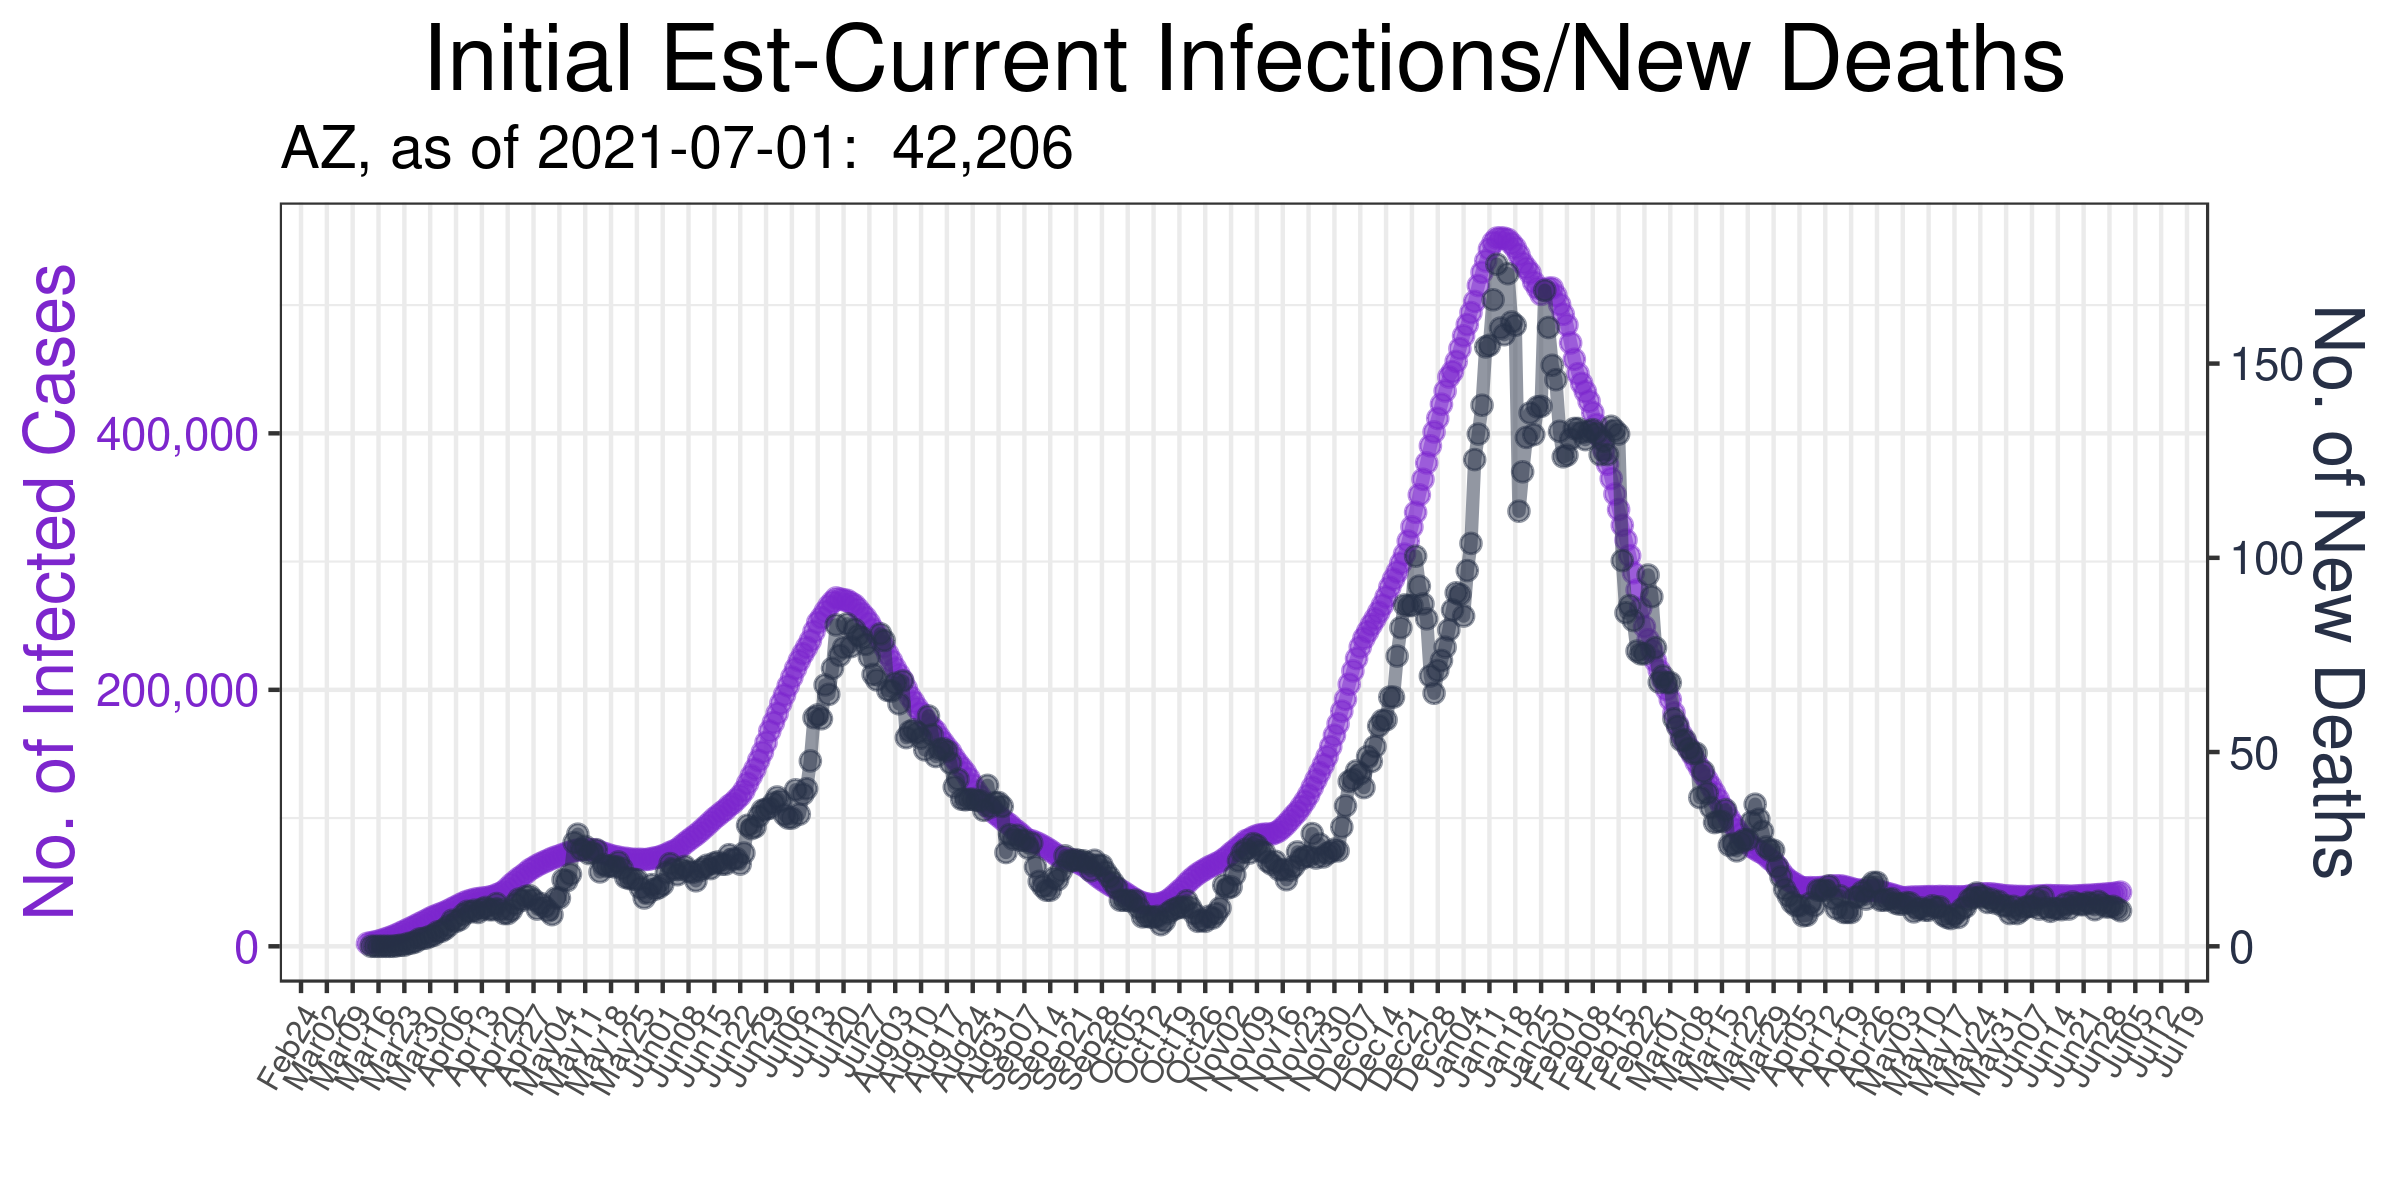 Initial Est-Current Infections/New Deaths
AZ, as of 2021-07-01:  42,206
No. of Infected Cases
400,000
200,000
0
150
100
50
0
No. of New Deaths
Feb24
Mar02
Mar09
Mar16
Mar23
Mar30
Apr06
Apr13
Apr20
Apr27
May04
May11
May18
May25
Jun01
Jun08
Jun15
Jun22
Jun29
Jul06
Jul13
Jul20
Jul27
Aug03
Aug10
Aug17
Aug24
Aug31
Sep07
Sep14
Sep21
Sep28
Oct05
Oct12
Oct19
Oct26
Nov02
Nov09
Nov16
Nov23
Nov30
Dec07
Dec14
Dec21
Dec28
Jan04
Jan11
Jan18
Jan25
Feb01
Feb08
Feb15
Feb22
Mar01
Mar08
Mar15
Mar22
Mar29
Apr05
Apr12
Apr19
Apr26
May03
May10
May17
May24
May31
Jun07
Jun14
Jun21
Jun28
Jul05
Jul12
Jul19